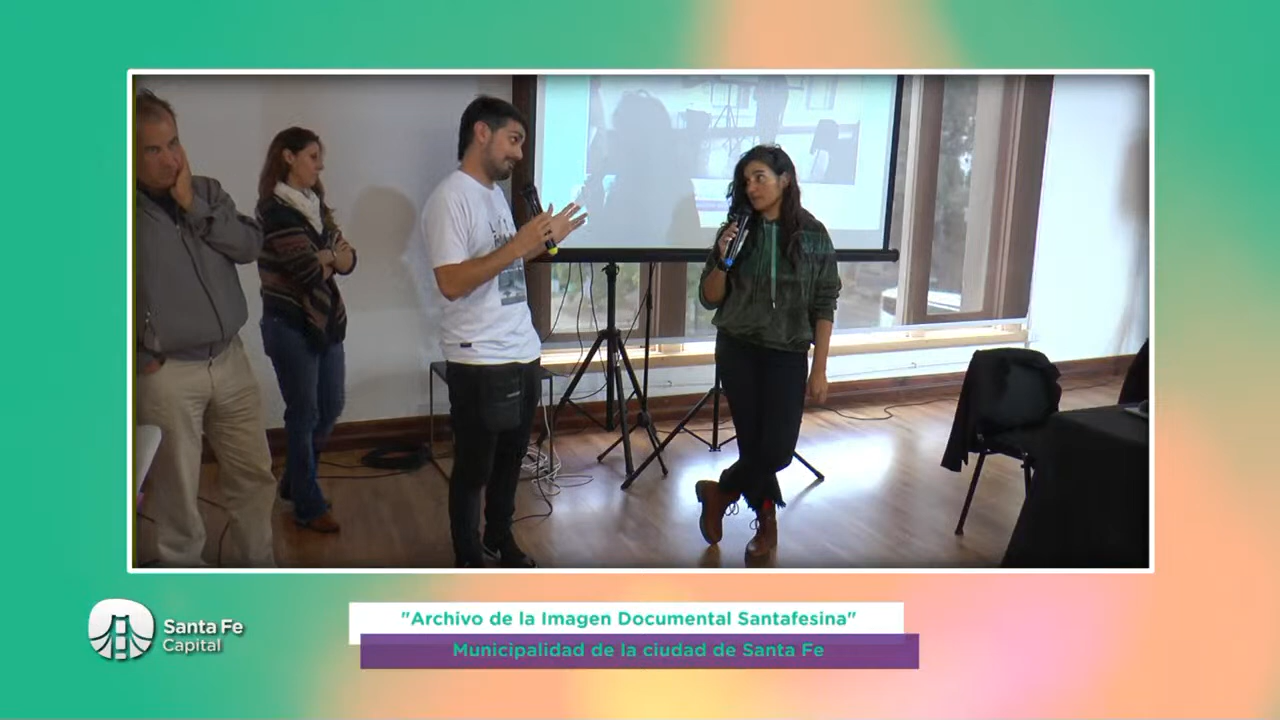 Santa Fe
Capital
"Archivo de la Imagen Documental Santafesina"
Municipalidad de la ciudad de Santa Fe